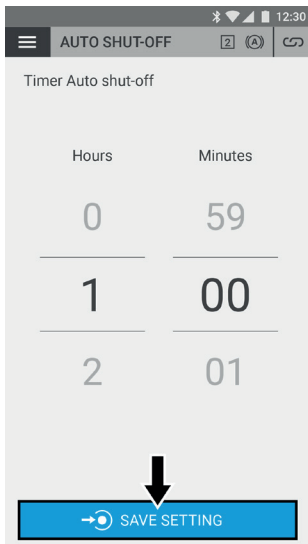 12:30
AUTO SHUT-OFF 2 (A)
Timer Auto shut-off
Hours Minutes
0 59
1 00
2 01
SAVE SETTING